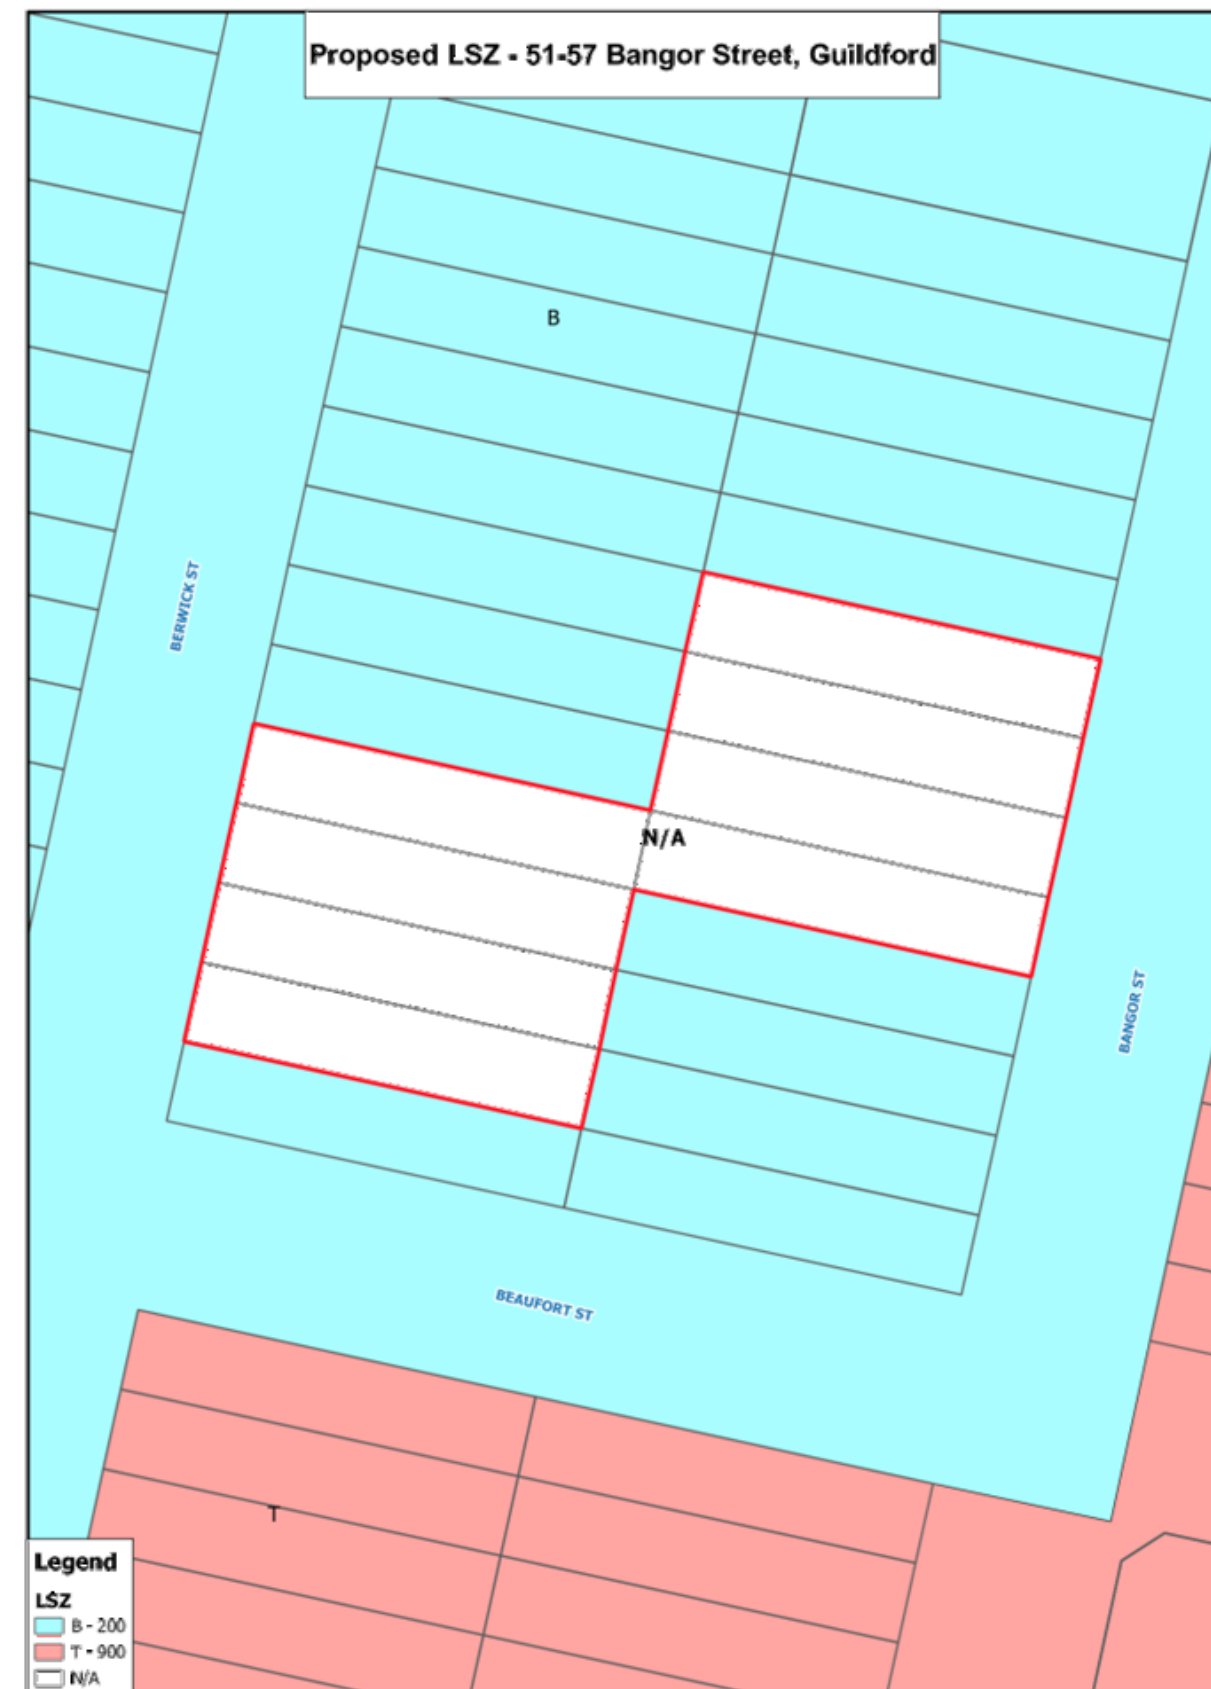 Proposed LSZ - 51-57 Bangor Street, Guildford
B
BERWICK ST
N/A
BANGOR ST
BEAUFORT ST
T
Legend
LSZ
B - 200
T - 900
N/A